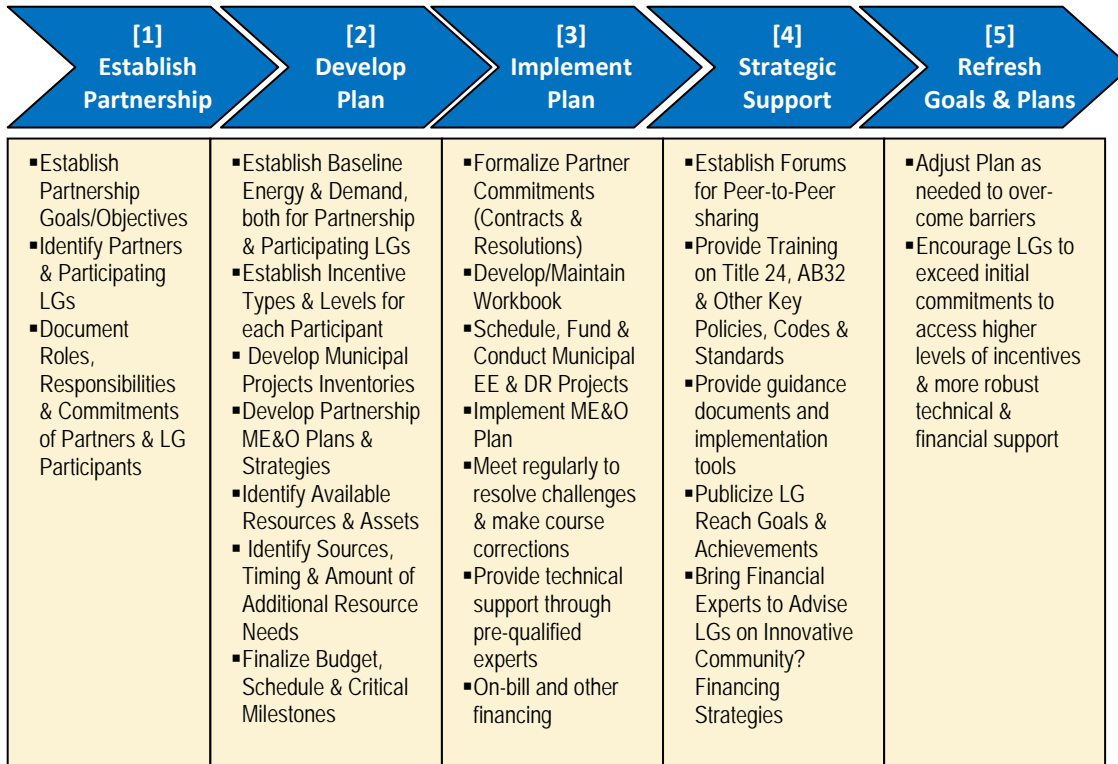 [1]
Establish
Partnership
[2]
Develop
Plan
[3]
Implement
Plan
[4]
Strategic
Support
[5]
Refresh
Goals & Plans
▪Establish
Partnership
Goals/Objectives
▪Identify Partners
& Participating
LGs
▪Document
Roles,
Responsibilities
& Commitments
of Partners & LG
Participants
▪Establish Baseline
Energy & Demand,
both for Partnership
& Participating LGs
▪Establish Incentive
Types & Levels for
each Participant
▪ Develop Municipal
Projects Inventories
▪Develop Partnership
ME&O Plans &
Strategies
▪Identify Available
Resources & Assets
▪ Identify Sources,
Timing & Amount of
Additional Resource
Needs
▪Finalize Budget,
Schedule & Critical
Milestones
▪Formalize Partner
Commitments
(Contracts &
Resolutions)
▪Develop/Maintain
Workbook
▪Schedule, Fund &
Conduct Municipal
EE & DR Projects
▪Implement ME&O
Plan
▪Meet regularly to
resolve challenges
& make course
corrections
▪Provide technical
support through
pre-qualified
experts
▪On-bill and other
financing
▪Establish Forums
for Peer-to-Peer
sharing
▪Provide Training
on Title 24, AB32
& Other Key
Policies, Codes &
Standards
▪Provide guidance
documents and
implementation
tools
▪Publicize LG
Reach Goals &
Achievements
▪Bring Financial
Experts to Advise
LGs on Innovative
Community?
Financing
Strategies
▪Adjust Plan as
needed to over-
come barriers
▪Encourage LGs to
exceed initial
commitments to
access higher
levels of incentives
& more robust
technical &
financial support